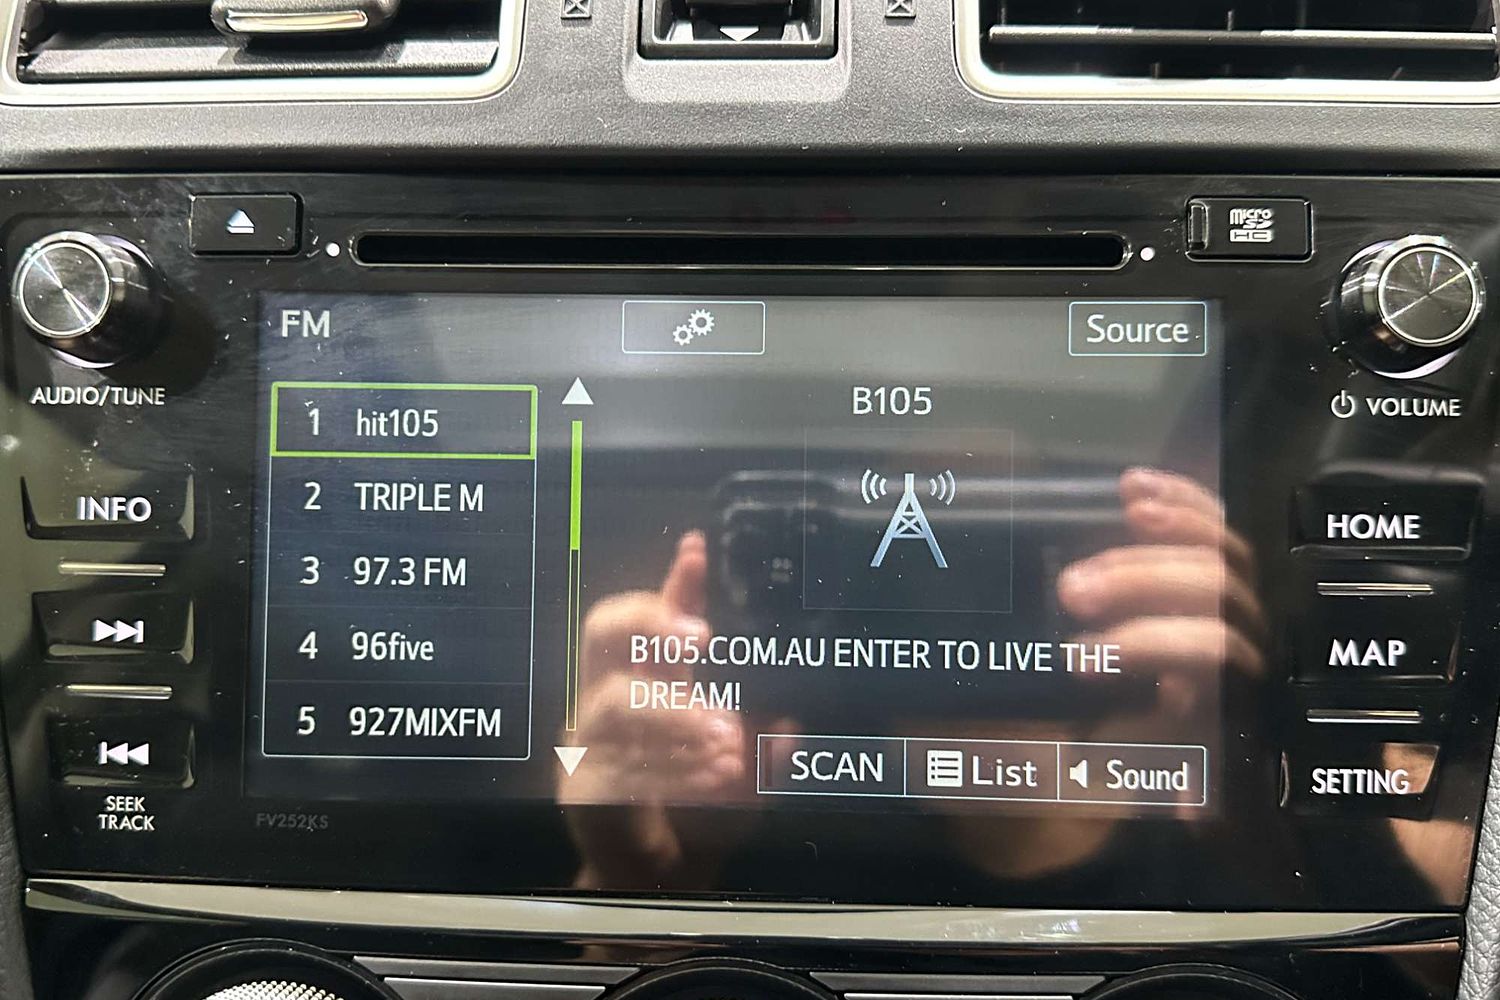 micro
SD
HC
AUDIO/TUNE
VOLUME
FM
Source
1 hit105
2 TRIPLE M
3 97.3 FM
4 96five
5 927MIXFM
B105
B105.COM.AU ENTER TO LIVE THE
DREAM!
SCAN
List
Sound
INFO
SEEK
TRACK
HOME
MAP
SETTING
FV252KS